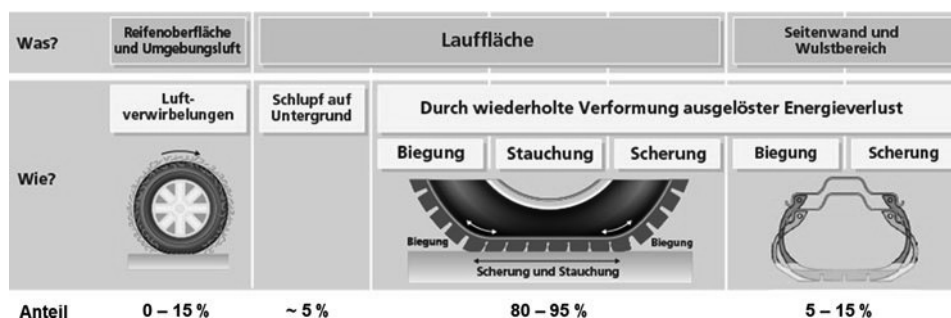 Was?
Reifenoberfläche
und Umgebungsluft
Lauffläche
Seitenwand und
Wulstbereich
Wie?
Luft-
verwirbelungen
Schlupf auf
Untergrund
Durch wiederholte Verformung ausgelöster Energieverlust
Biegung
Stauchung
Scherung
Biegung
Scherung
Biegung
Biegung
Scherung und Stauchung
Anteil
0 – 15 %
~ 5 %
80 – 95 %
5 – 15 %